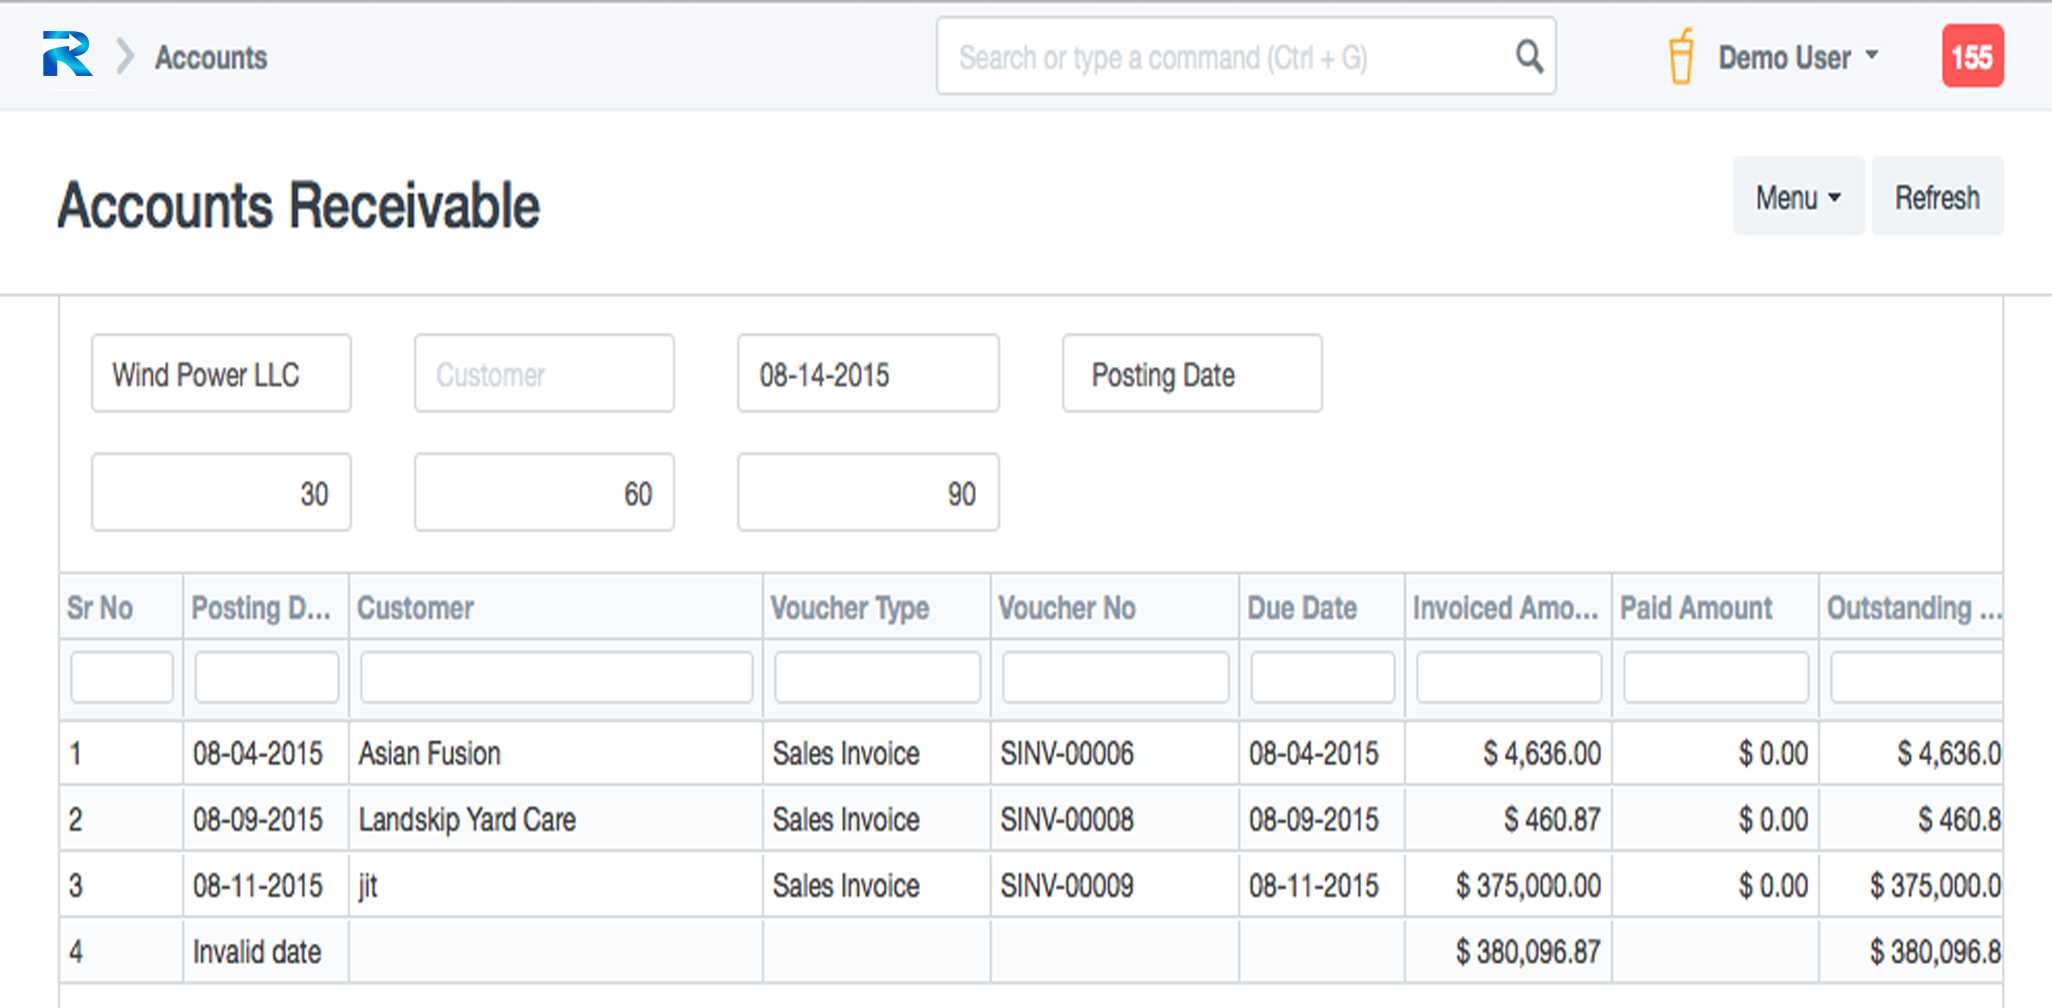 Accounts Search or type a command (Ctrl + G) Demo User 155
Accounts Receivable Menu Refresh
Wind Power LLC Customer 08-14-2015 Posting Date
30 60 90
Sr No Posting D... Customer Voucher Type Voucher No Due Date Invoiced Amo... Paid Amount Outstanding ...
1 08-04-2015 Asian Fusion Sales Invoice SINV-00006 08-04-2015 $ 4,636.00 $ 0.00 $ 4,636.0
2 08-09-2015 Landskip Yard Care Sales Invoice SINV-00008 08-09-2015 $ 460.87 $ 0.00 $ 460.8
3 08-11-2015 jit Sales Invoice SINV-00009 08-11-2015 $ 375,000.00 $ 0.00 $ 375,000.0
4 Invalid date $ 380,096.87 $ 380,096.8